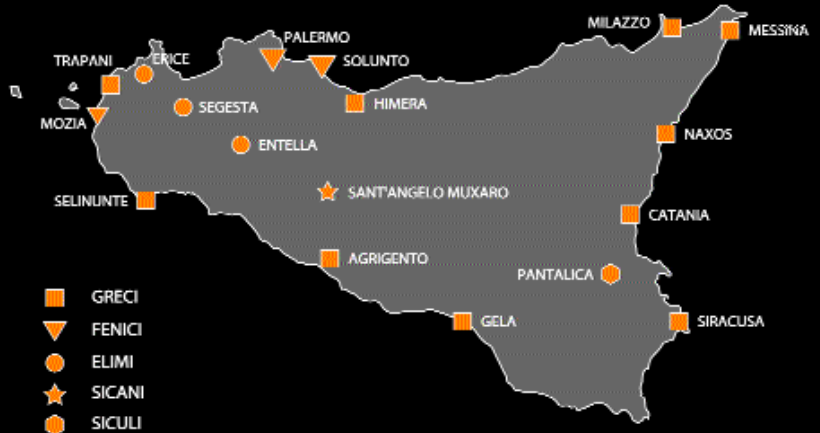 MILAZZO
MESSINA
PALERMO
TRAPANI
ERICE
SOLUNTO
SEGESTA
HIMERA
MOZIA
NAXOS
ENTELLA
SANT'ANGELO MUXARO
SELINUNTE
CATANIA
AGRIGENTO
PANTALICA
GELA
SIRACUSA
GRECI
FENICI
ELIMI
SICANI
SICULI